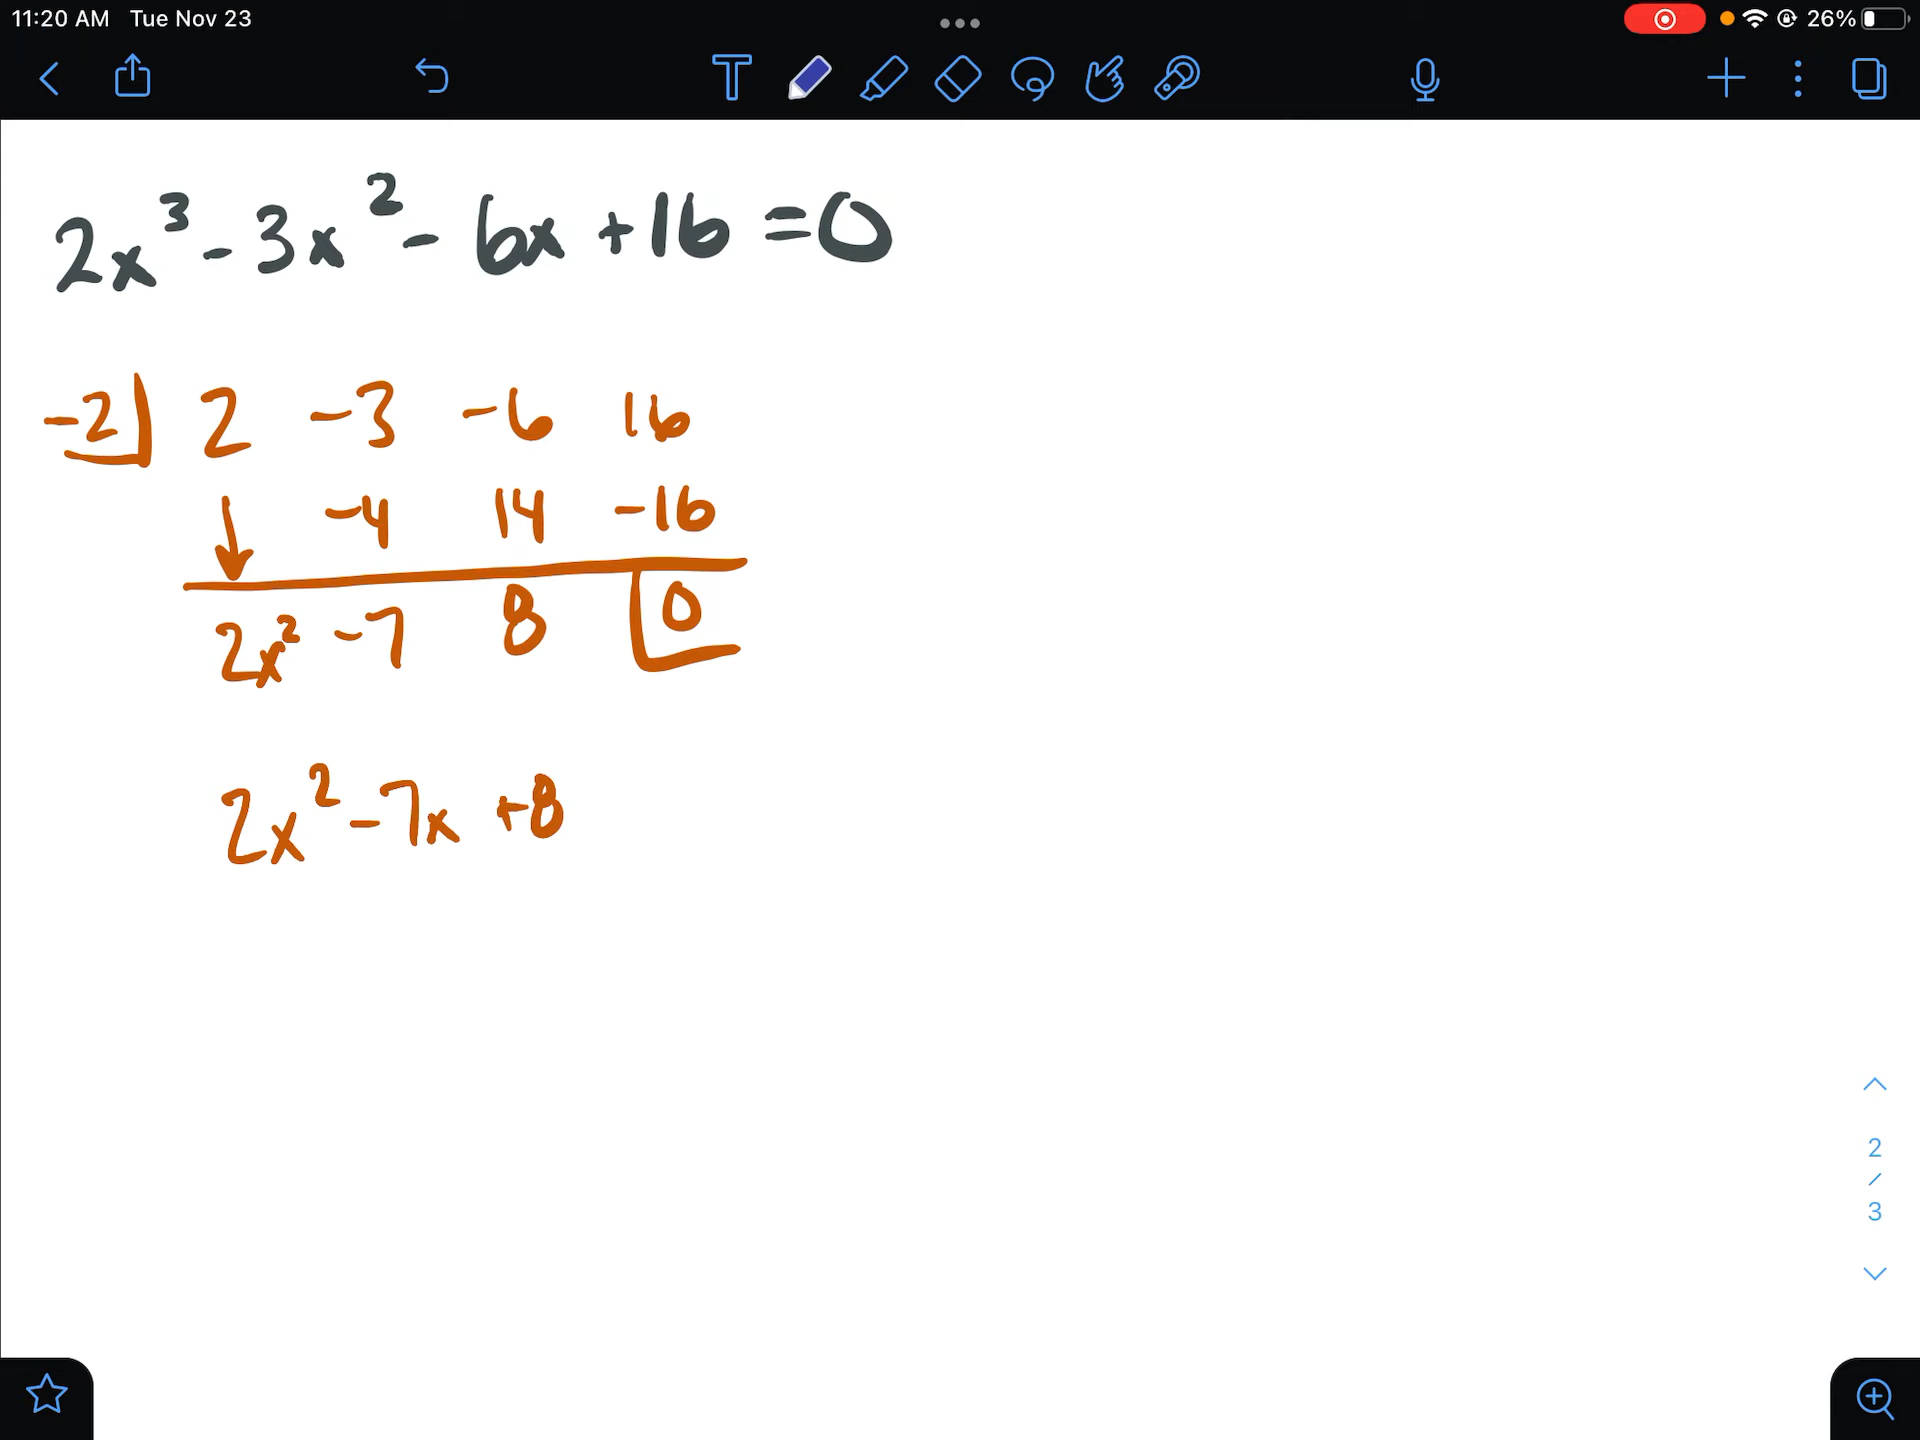 11:20 AM Tue Nov 23
26%
T
2x³ - 3x² - 6x + 16 = 0
-2 2 -3 -6 16
-4 14 -16
2x² -7 8 0
2x² - 7x + 8
2
/
3